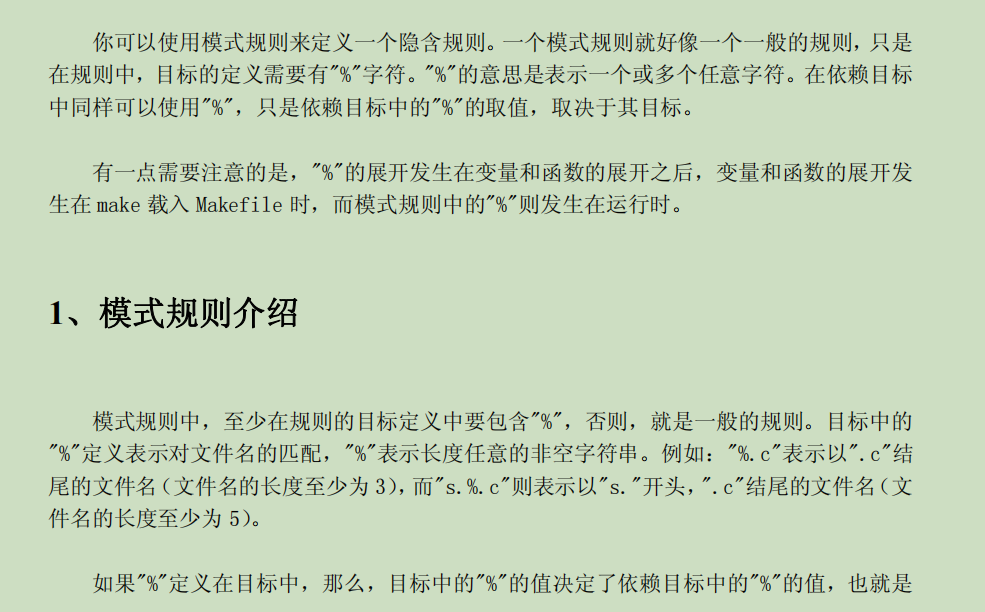 你可以使用模式规则来定义一个隐含规则。一个模式规则就好像一个一般的规则，只是
在规则中，目标的定义需要有"%"字符。"%"的意思是表示一个或多个任意字符。在依赖目标
中同样可以使用"%"，只是依赖目标中的"%"的取值，取决于其目标。
有一点需要注意的是，"%"的展开发生在变量和函数的展开之后，变量和函数的展开发
生在 make 载入 Makefile 时，而模式规则中的"%"则发生在运行时。
1、模式规则介绍
模式规则中，至少在规则的目标定义中要包含"%"，否则，就是一般的规则。目标中的
"%"定义表示对文件名的匹配，"%"表示长度任意的非空字符串。例如："%.c"表示以".c"结
尾的文件名（文件名的长度至少为 3），而"s.%.c"则表示以"s."开头，".c"结尾的文件名（文
件名的长度至少为 5）。
如果"%"定义在目标中，那么，目标中的"%"的值决定了依赖目标中的"%"的值，也就是